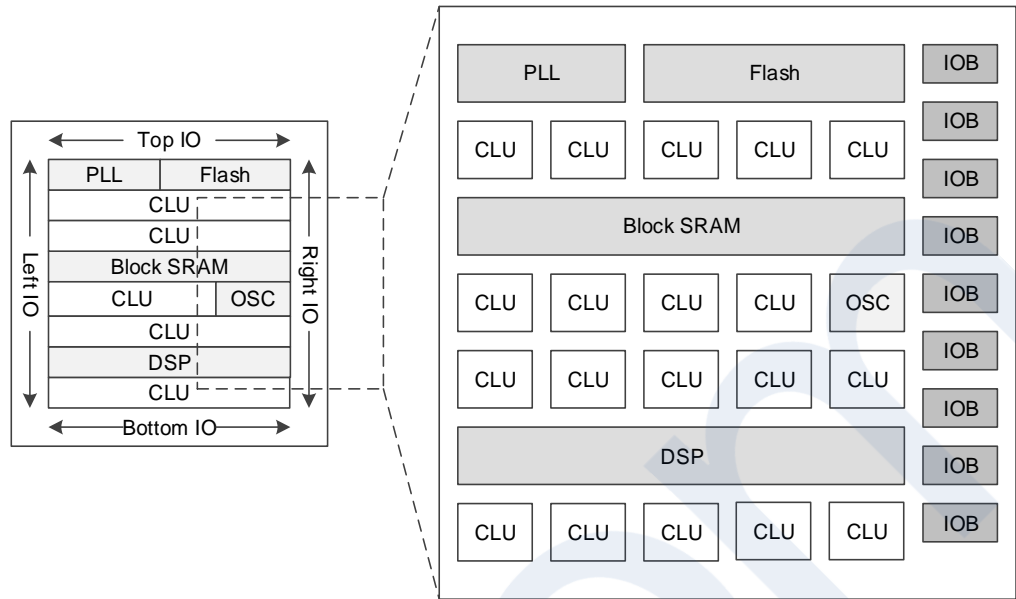 Top IO
PLL Flash
CLU
CLU
Block SRAM
CLU OSC
CLU
DSP
CLU
Bottom IO
Left IO
Right IO
PLL Flash IOB
IOB
CLU CLU CLU CLU CLU
IOB
Block SRAM IOB
CLU CLU CLU CLU OSC IOB
IOB
CLU CLU CLU CLU CLU
IOB
DSP IOB
CLU CLU CLU CLU CLU IOB